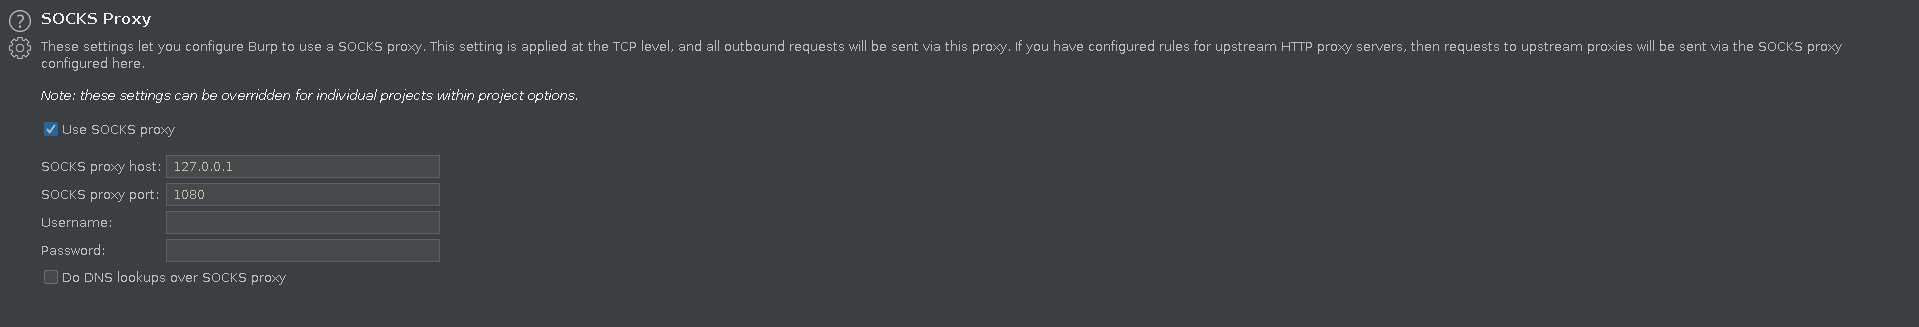 SOCKS Proxy
These settings let you configure Burp to use a SOCKS proxy. This setting is applied at the TCP level, and all outbound requests will be sent via this proxy. If you have configured rules for upstream HTTP proxy servers, then requests to upstream proxies will be sent via the SOCKS proxy
configured here.
Note: these settings can be overridden for individual projects within project options.
Use SOCKS proxy
SOCKS proxy host: 127.0.0.1
SOCKS proxy port: 1080
Username:
Password:
Do DNS lookups over SOCKS proxy